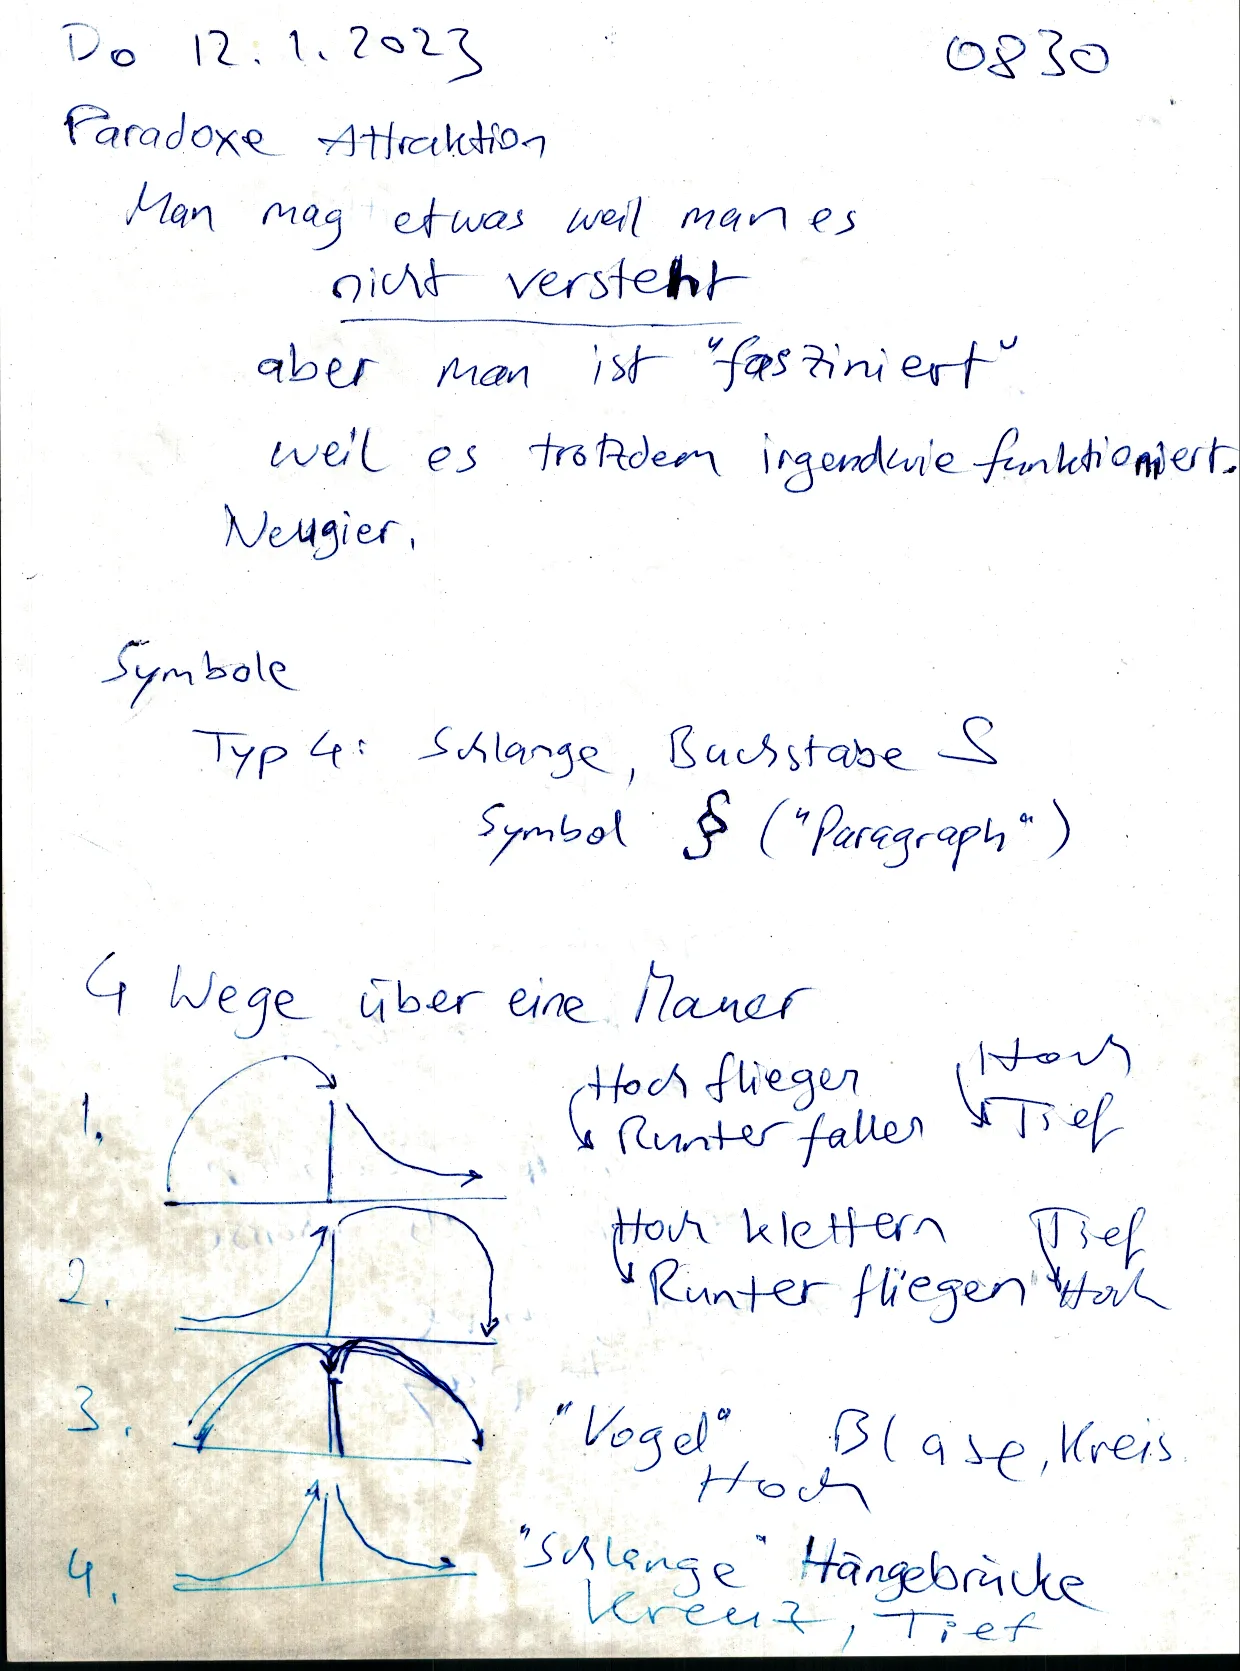 Do 12.1.2023 0830
Paradoxe Attraktion
Man mag etwas weil man es
nicht versteht
aber man ist "fasziniert"
weil es trotzdem irgendwie funktioniert.
Neugier.
Symbole
Typ 4: Schlange, Buchstabe S
Symbol § ("Paragraph")
4 Wege über eine Mauer
1. Hoch fliegen Hoch
Runter fallen Tief
2. Hoch klettern Tief
Runter fliegen Hoch
3. "Vogel" Blase, Kreis
Hoch
4. "Schlange" Hängebrücke
Kreuz, Tief